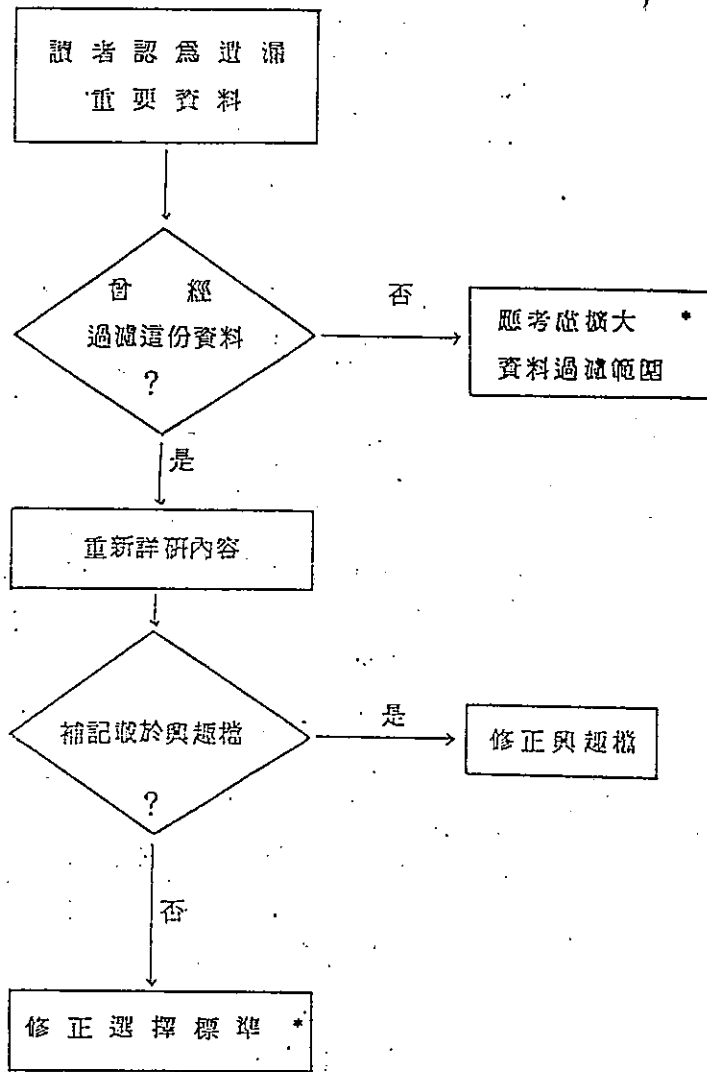 讀者認為遺漏
重要資料
曾經
過濾這份資料
?
否
應考慮擴大 *
資料過濾範圍
是
重新詳研內容
補記敢於興趣檔
?
是
修正興趣檔
否
修正選擇標準 *